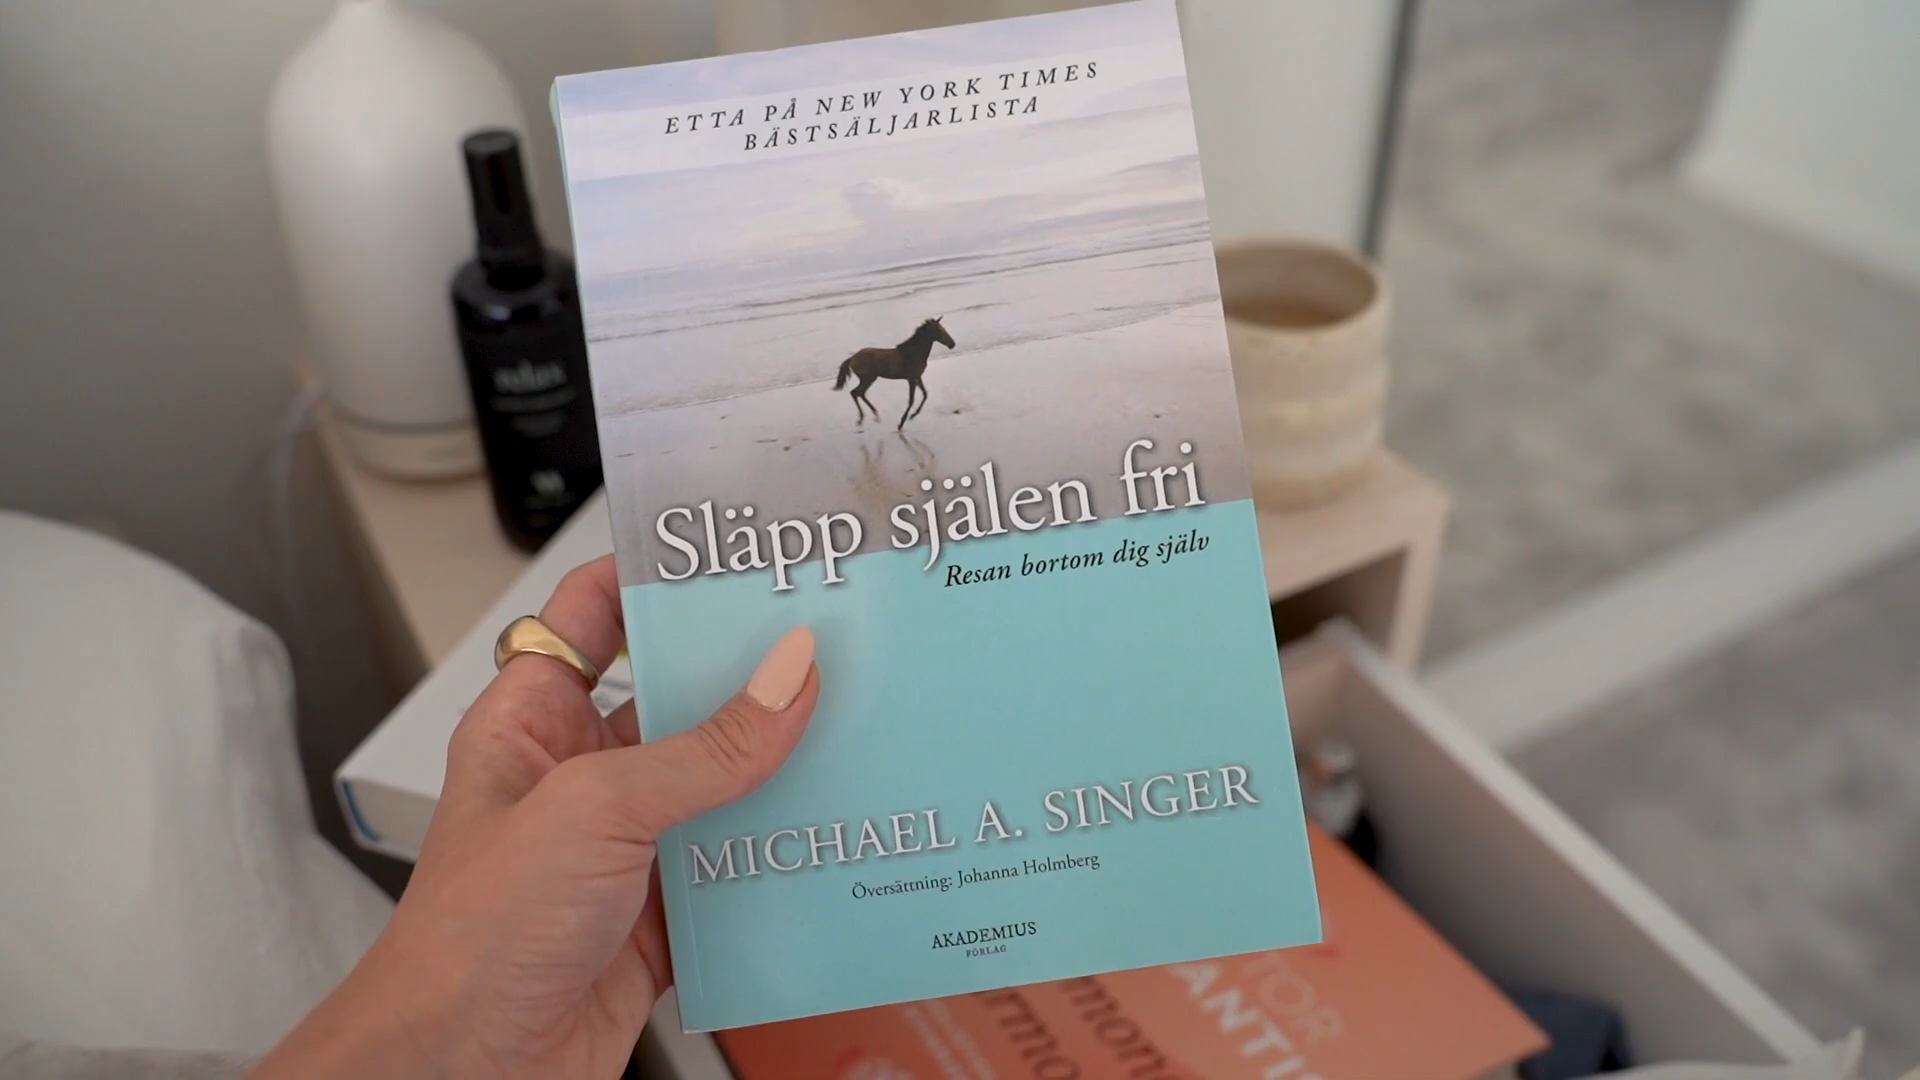 ETTA PÅ NEW YORK TIMES
BÄSTSÄLJARLISTA
Släpp själen fri
Resan bortom dig själv
MICHAEL A. SINGER
Översättning: Johanna Holmberg
AKADEMIUS
FÖRLAG
relax